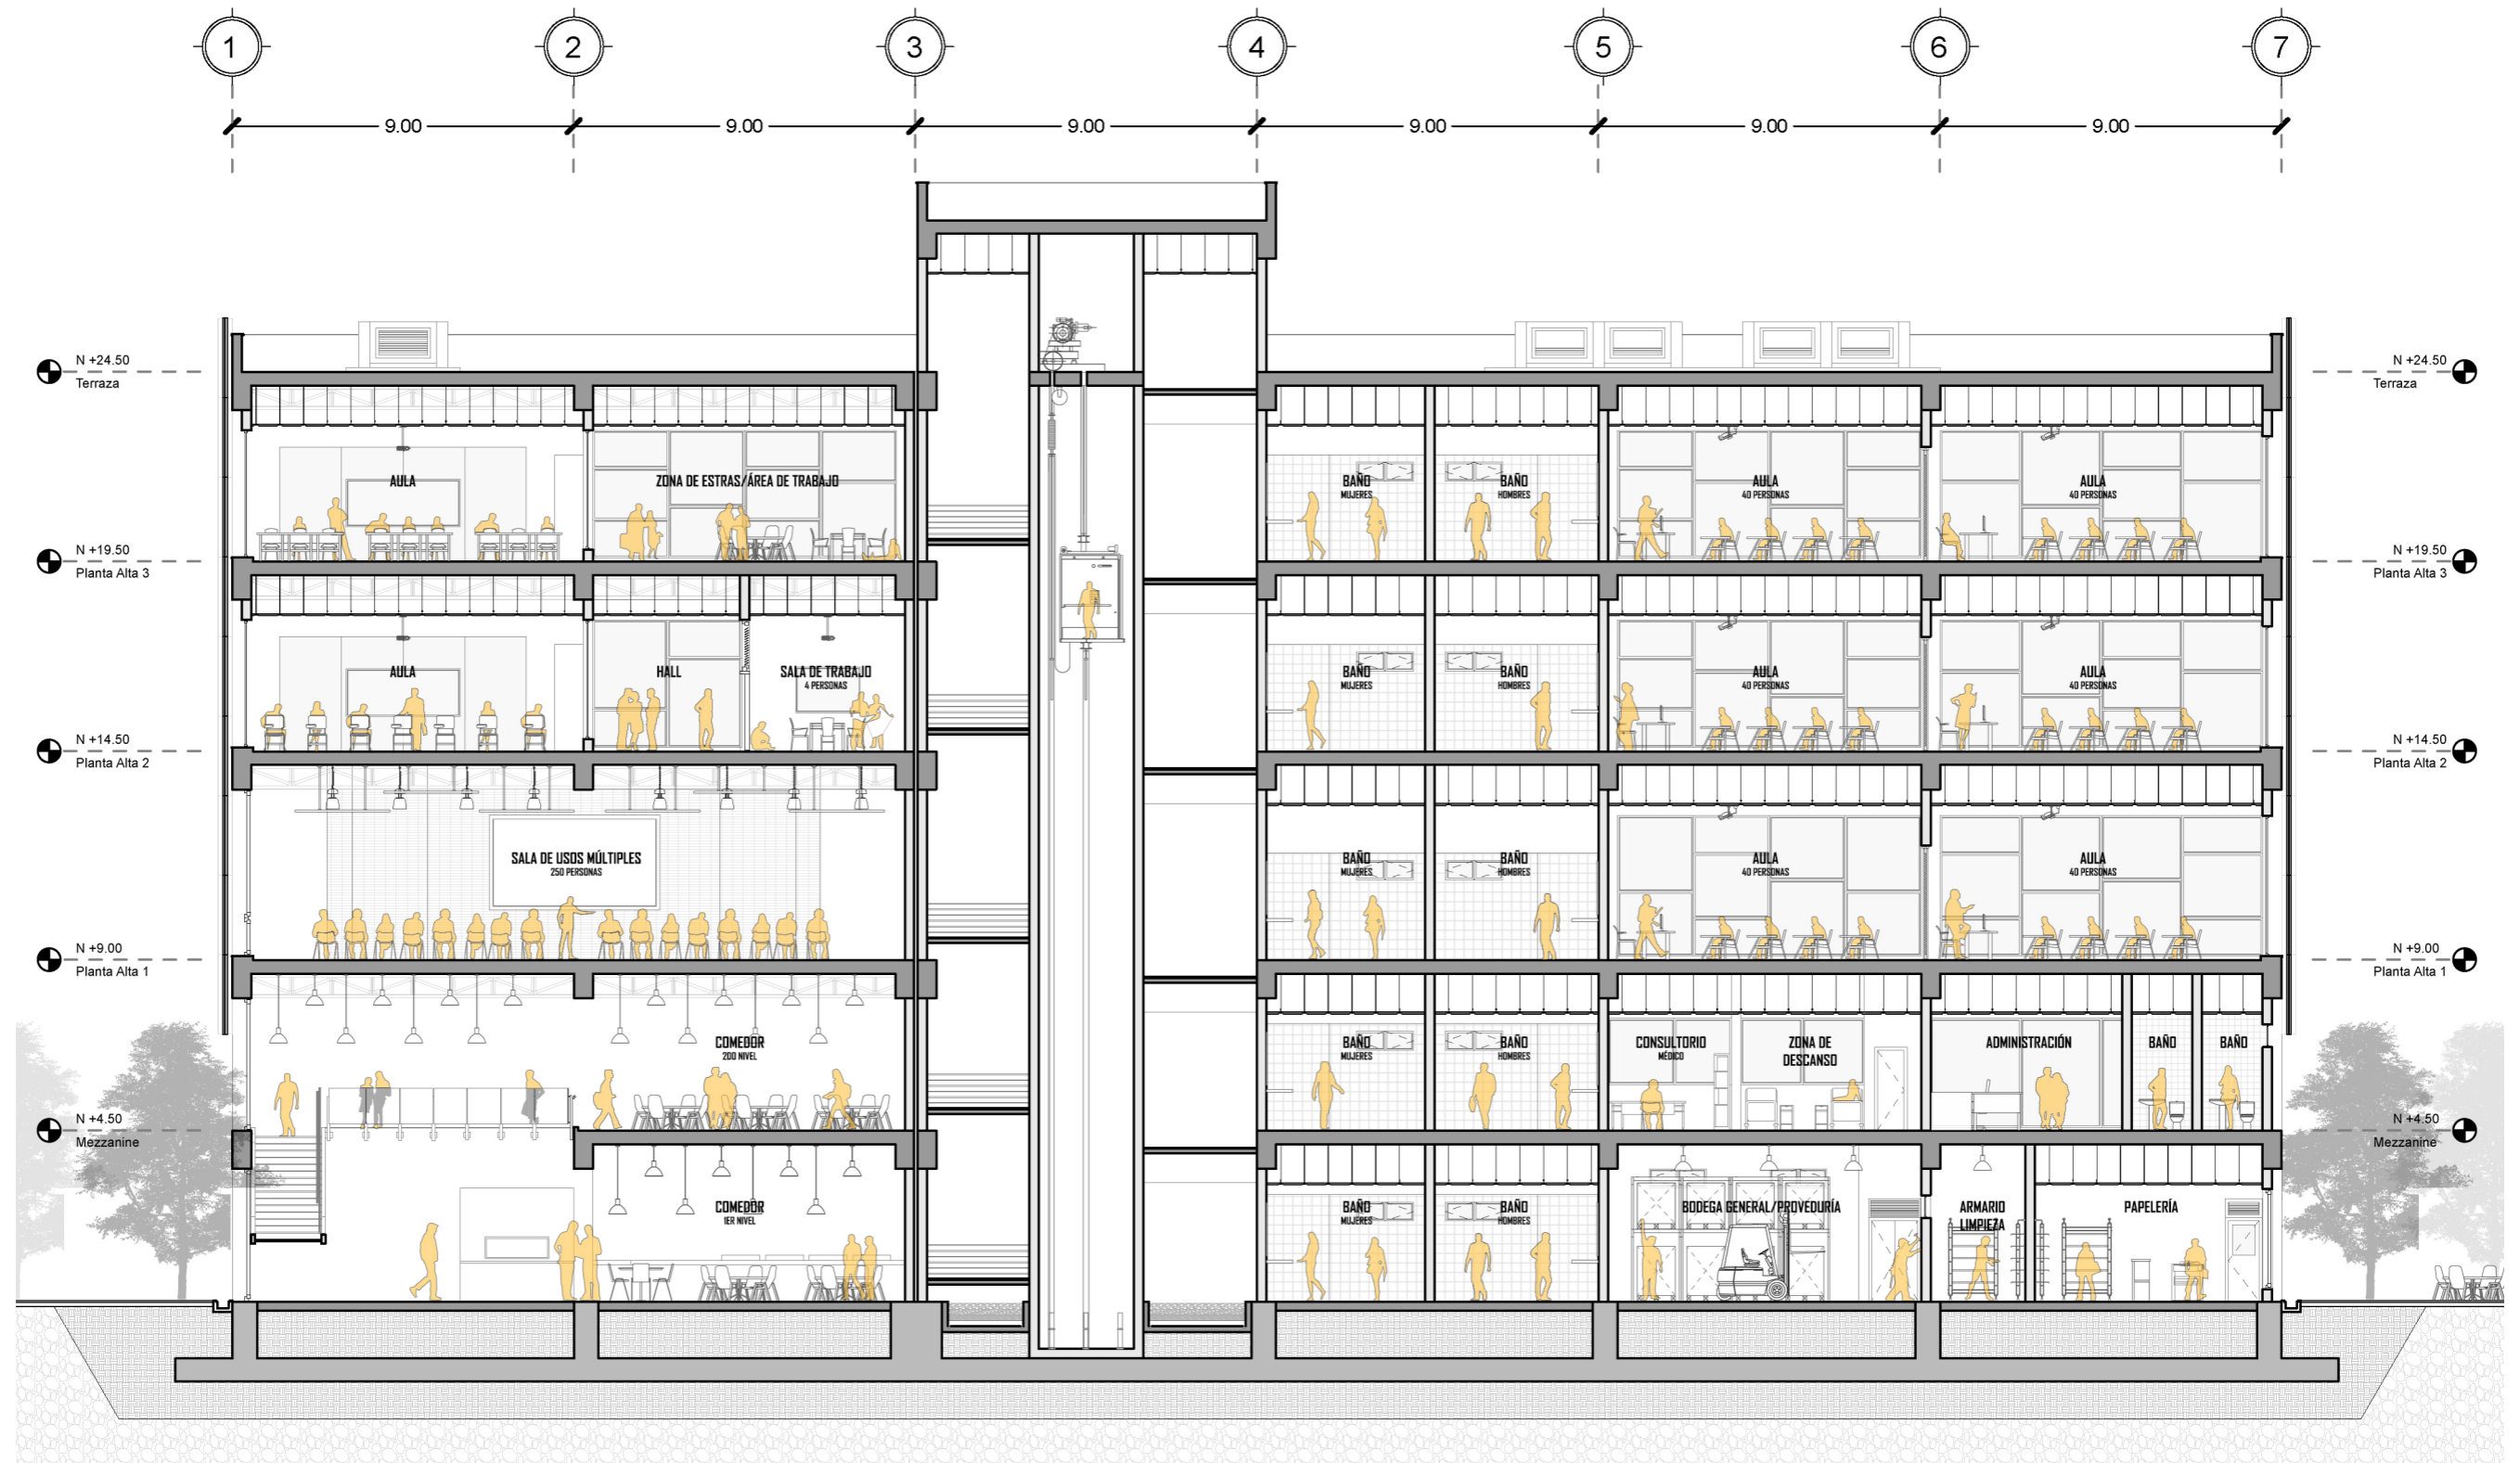 1 2 3 4 5 6 7
9.00 9.00 9.00 9.00 9.00 9.00
N +24.50
Terraza
N +24.50
Terraza
AULA
ZONA DE ESTRAS/ÁREA DE TRABAJO
BAÑO
MUJERES
BAÑO
HOMBRES
AULA
40 PERSONAS
AULA
40 PERSONAS
N +19.50
Planta Alta 3
N +19.50
Planta Alta 3
AULA
HALL
SALA DE TRABAJO
4 PERSONAS
BAÑO
MUJERES
BAÑO
HOMBRES
AULA
40 PERSONAS
AULA
40 PERSONAS
N +14.50
Planta Alta 2
N +14.50
Planta Alta 2
SALA DE USOS MÚLTIPLES
250 PERSONAS
BAÑO
MUJERES
BAÑO
HOMBRES
AULA
40 PERSONAS
AULA
40 PERSONAS
N +9.00
Planta Alta 1
N +9.00
Planta Alta 1
COMEDOR
2DO NIVEL
BAÑO
MUJERES
BAÑO
HOMBRES
CONSULTORIO
MÉDICO
ZONA DE
DESCANSO
ADMINISTRACIÓN
BAÑO
BAÑO
N +4.50
Mezzanine
N +4.50
Mezzanine
COMEDOR
1ER NIVEL
BAÑO
MUJERES
BAÑO
HOMBRES
BODEGA GENERAL/PROVEDURÍA
ARMARIO
LIMPIEZA
PAPELERÍA